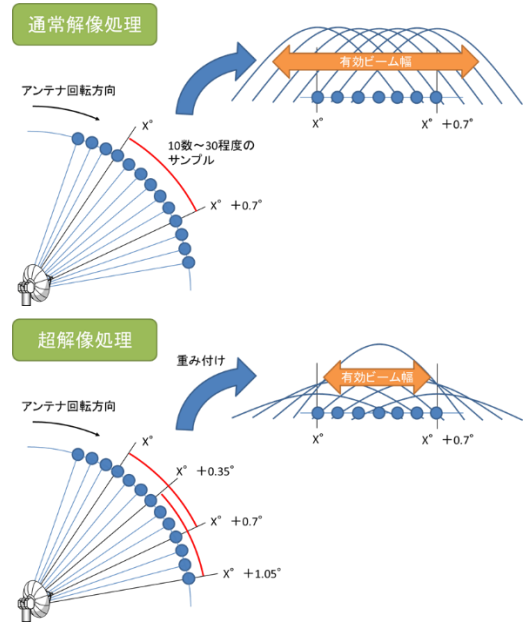 通常解像処理
有効ビーム幅
アンテナ回転方向
X°
X°
X° +0.7°
10数～30程度の
サンプル
X° +0.7°
超解像処理
重み付け
有効ビーム幅
アンテナ回転方向
X°
X°
X° +0.7°
X° +0.35°
X° +0.7°
X° +1.05°